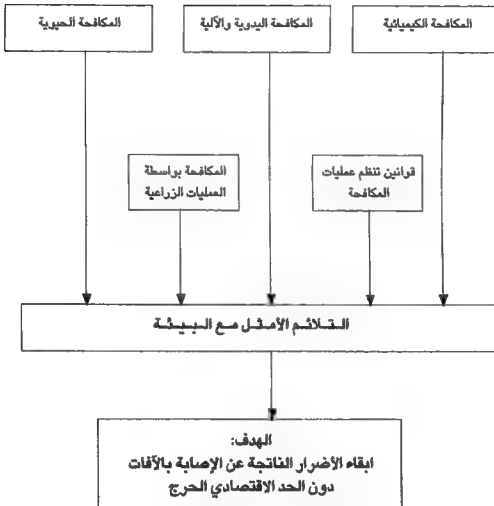 المكافحة الكيميائية
المكافحة اليدوية والآلية
المكافحة الحيوية
قوانين تنظم عمليات
المكافحة
المكافحة بواسطة
العمليات الزراعية
التلائم الأمثل مع البيئة
الهدف:
ابقاء الأضرار الناتجة عن الإصابة بالآفات
دون الحد الاقتصادي الحرج